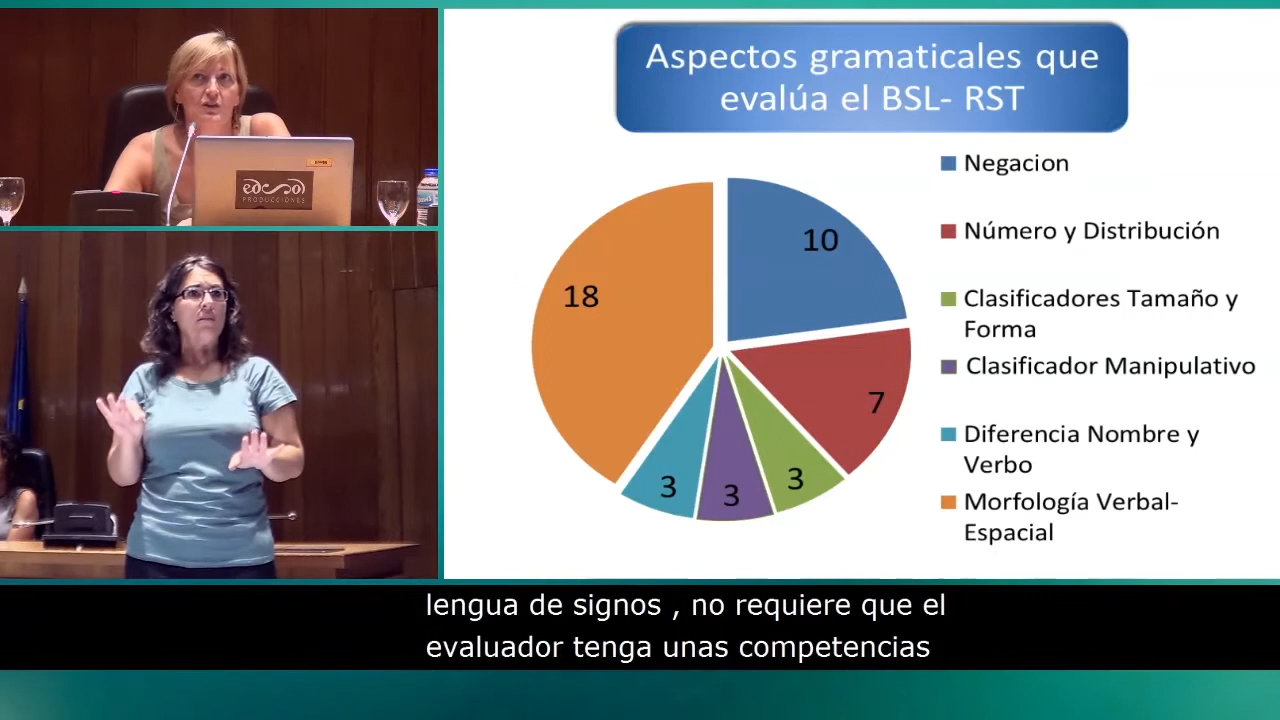 Aspectos gramaticales que
evalúa el BSL- RST
10
7
3
3
3
18
Negacion
Número y Distribución
Clasificadores Tamaño y
Forma
Clasificador Manipulativo
Diferencia Nombre y
Verbo
Morfología Verbal-
Espacial
edesol
PRODUCCIONES
lengua de signos , no requiere que el
evaluador tenga unas competencias